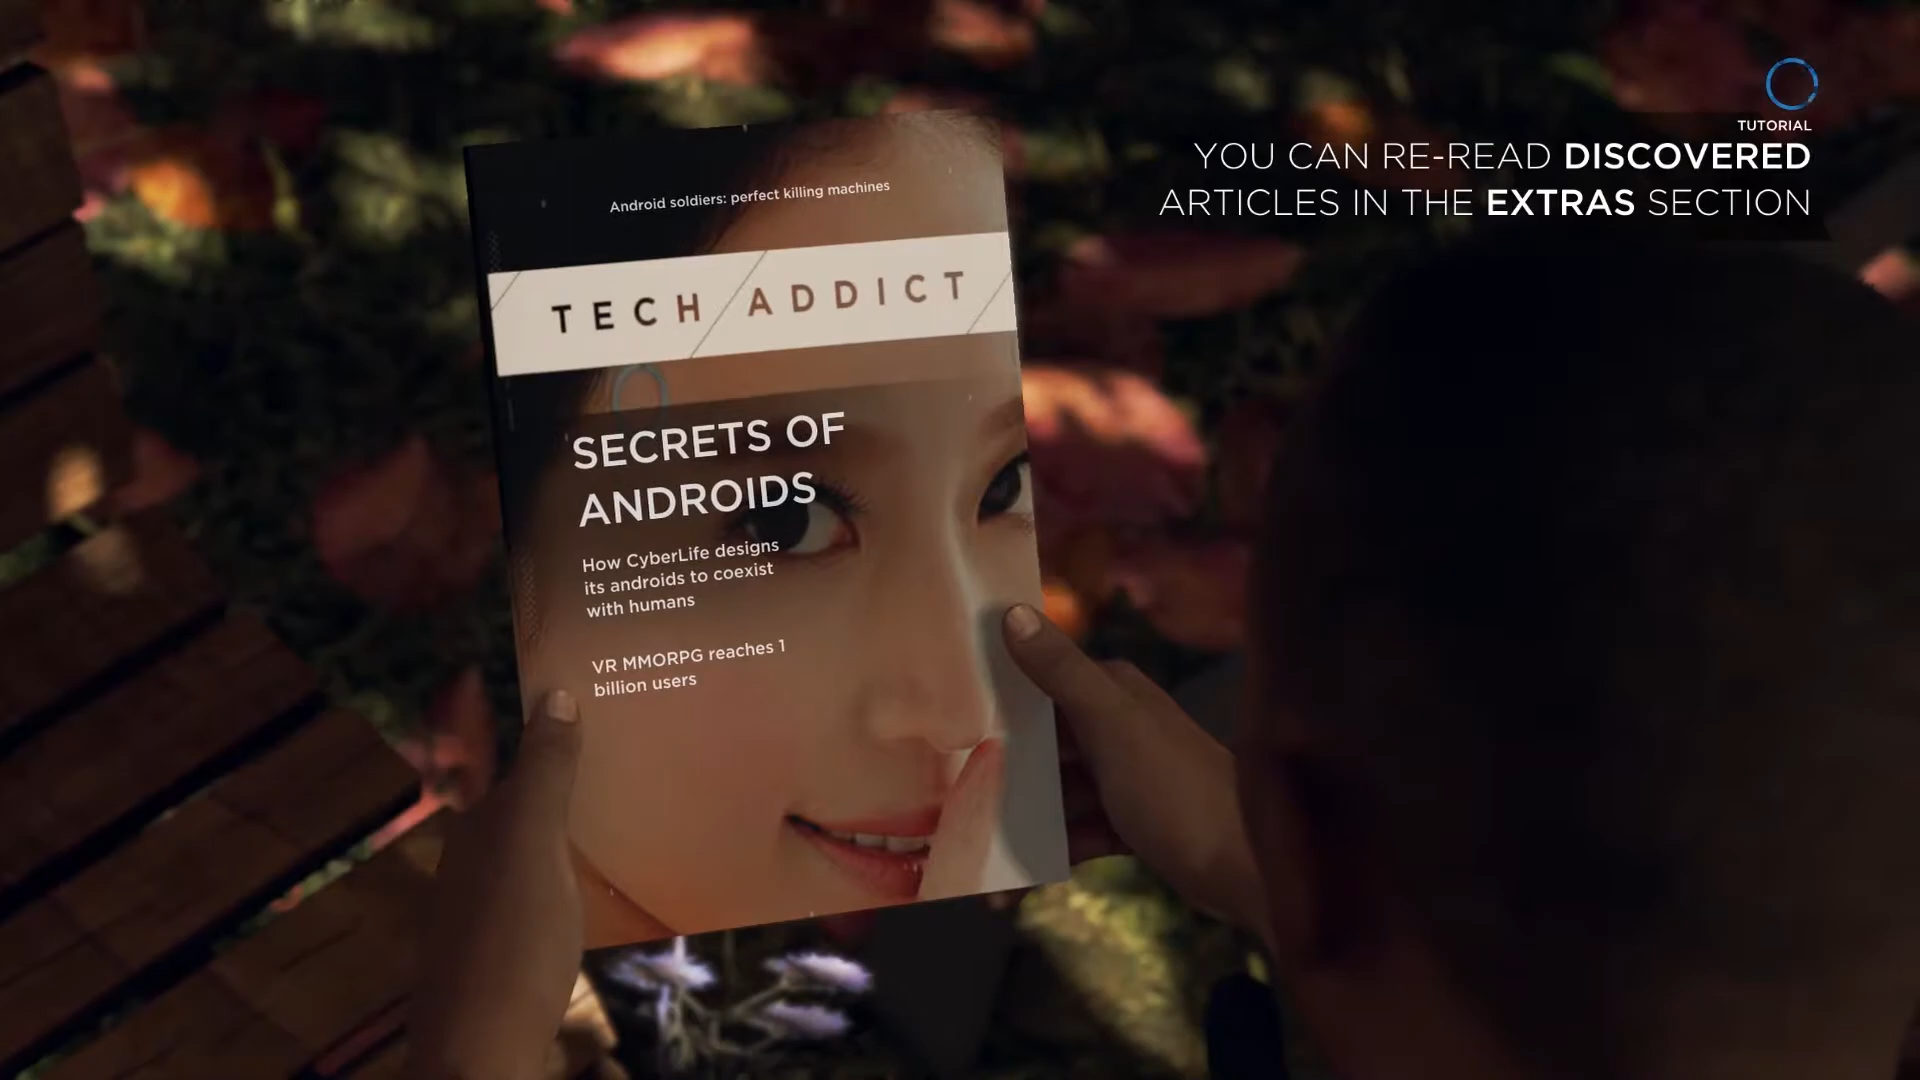 TUTORIAL
YOU CAN RE-READ DISCOVERED
ARTICLES IN THE EXTRAS SECTION
Android soldiers: perfect killing machines
TECH ADDICT
SECRETS OF
ANDROIDS
How CyberLife designs
its androids to coexist
with humans
VR MMORPG reaches 1
billion users